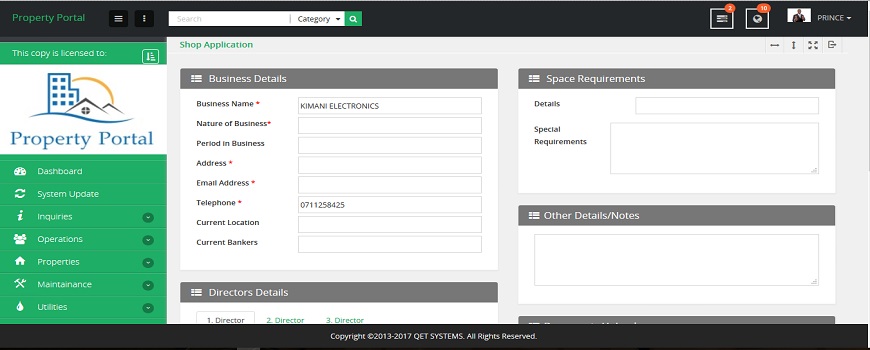 Property Portal
Search
Category
2
10
PRINCE
This copy is licensed to:
Property Portal
Dashboard
System Update
Inquiries
Operations
Properties
Maintainance
Utilities
Shop Application
Business Details
Business Name *
KIMANI ELECTRONICS
Nature of Business*
Period in Business
Address *
Email Address *
Telephone *
0711258425
Current Location
Current Bankers
Directors Details
1. Director
2. Director
3. Director
Space Requirements
Details
Special
Requirements
Other Details/Notes
Copyright ©2013-2017 QET SYSTEMS. All Rights Reserved.